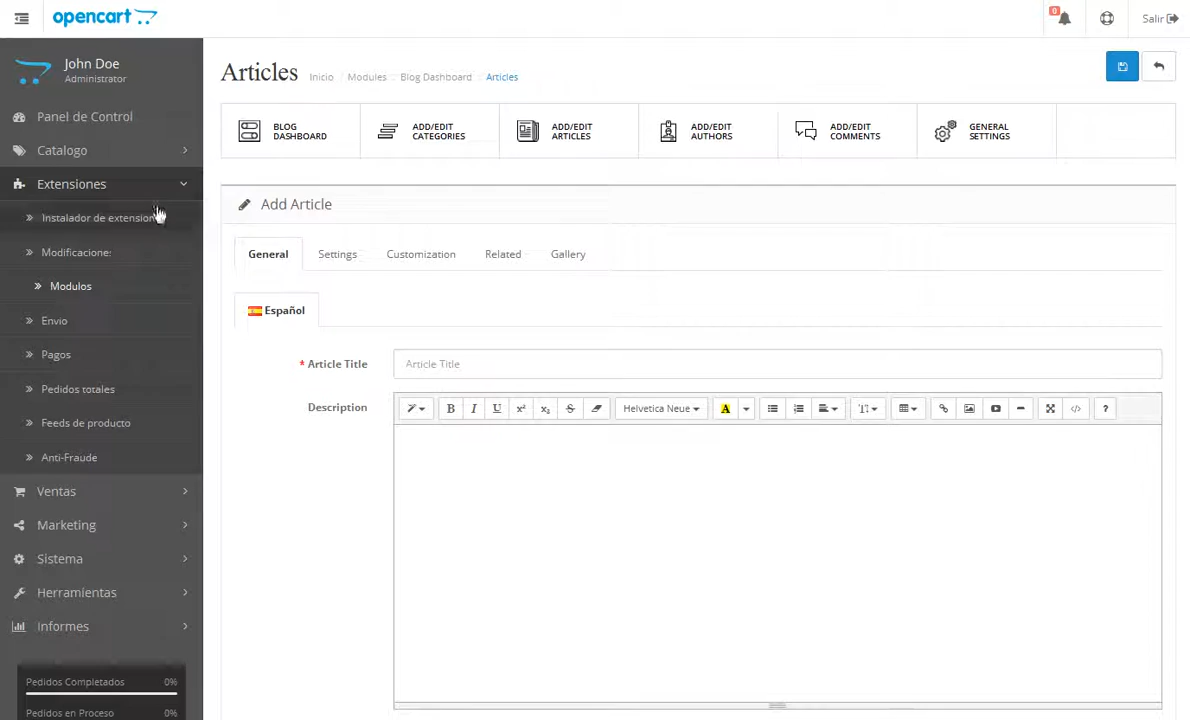 opencart
0
Salir
John Doe
Administrator
Panel de Control
Catalogo
Extensiones
Instalador de extension
Modificacione:
Modulos
Envio
Pagos
Pedidos totales
Feeds de producto
Anti-Fraude
Ventas
Marketing
Sistema
Herramientas
Informes
Pedidos Completados 0%
Pedidos en Proceso 0%
Articles Inicio Modules Blog Dashboard Articles
BLOG
DASHBOARD
ADD/EDIT
CATEGORIES
ADD/EDIT
ARTICLES
ADD/EDIT
AUTHORS
ADD/EDIT
COMMENTS
GENERAL
SETTINGS
Add Article
General Settings Customization Related Gallery
Español
* Article Title Article Title
Description
B I U x² x₂ S Helvetica Neue A T </> ?